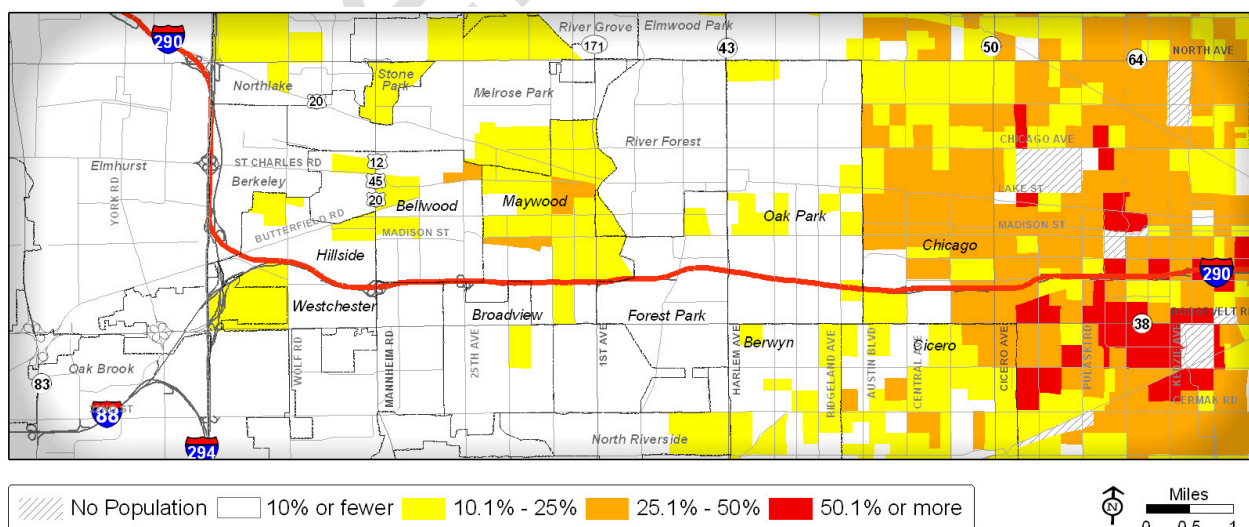 River Grove
Elmwood Park
290
171
43
50
64
NORTH AVE
Northlake
Stone
Park
20
Melrose Park
Elmhurst
ST CHARLES RD
12
River Forest
CHICAGO AVE
YORK RD
Berkeley
45
20
Bellwood
Maywood
Oak Park
LAKE ST
BUTTERFIELD RD
MADISON ST
MADISON ST
Hillside
Chicago
290
Westchester
Broadview
Forest Park
ROOSEVELT RD
38
Oak Brook
83
WOLF RD
MANNHEIM RD
25TH AVE
1ST AVE
HARLEM AVE
Berwyn
RIDGELAND AVE
AUSTIN BLVD
CENTRAL AVE
Cicero
CICERO AVE
PULASKI RD
KEDZIE AVE
CERMAK RD
88
294
North Riverside
No Population
10% or fewer
10.1% - 25%
25.1% - 50%
50.1% or more
N
Miles
0 0.5 1